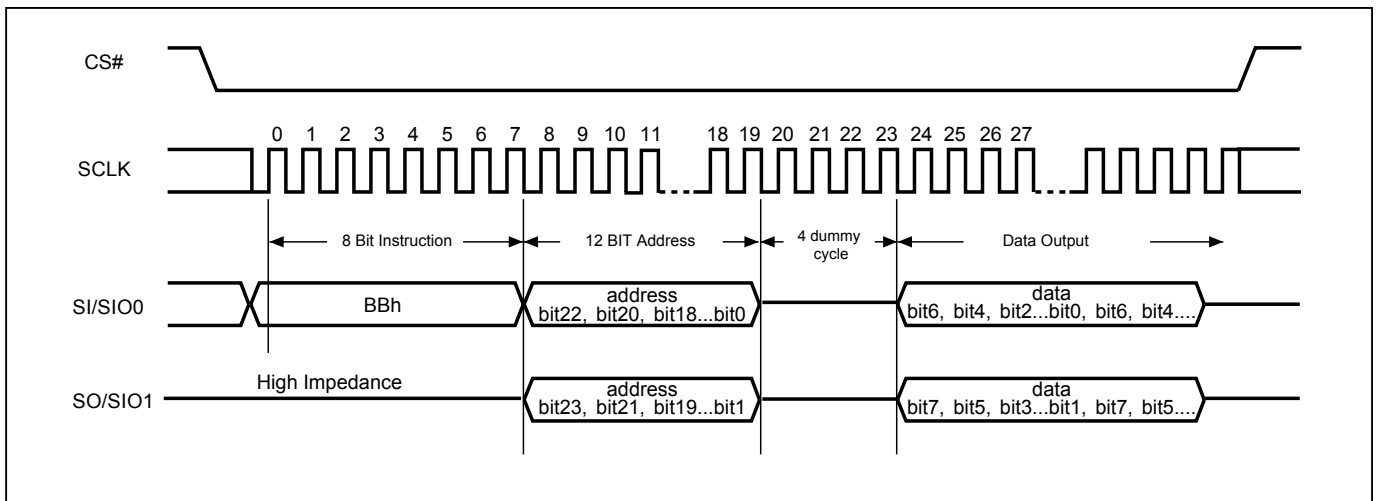 CS#
0 1 2 3 4 5 6 7 8 9 10 11 18 19 20 21 22 23 24 25 26 27
SCLK
8 Bit Instruction
12 BIT Address
4 dummy
cycle
Data Output
SI/SIO0
BBh
address
bit22, bit20, bit18...bit0
data
bit6, bit4, bit2...bit0, bit6, bit4....
SO/SIO1
High Impedance
address
bit23, bit21, bit19...bit1
data
bit7, bit5, bit3...bit1, bit7, bit5....